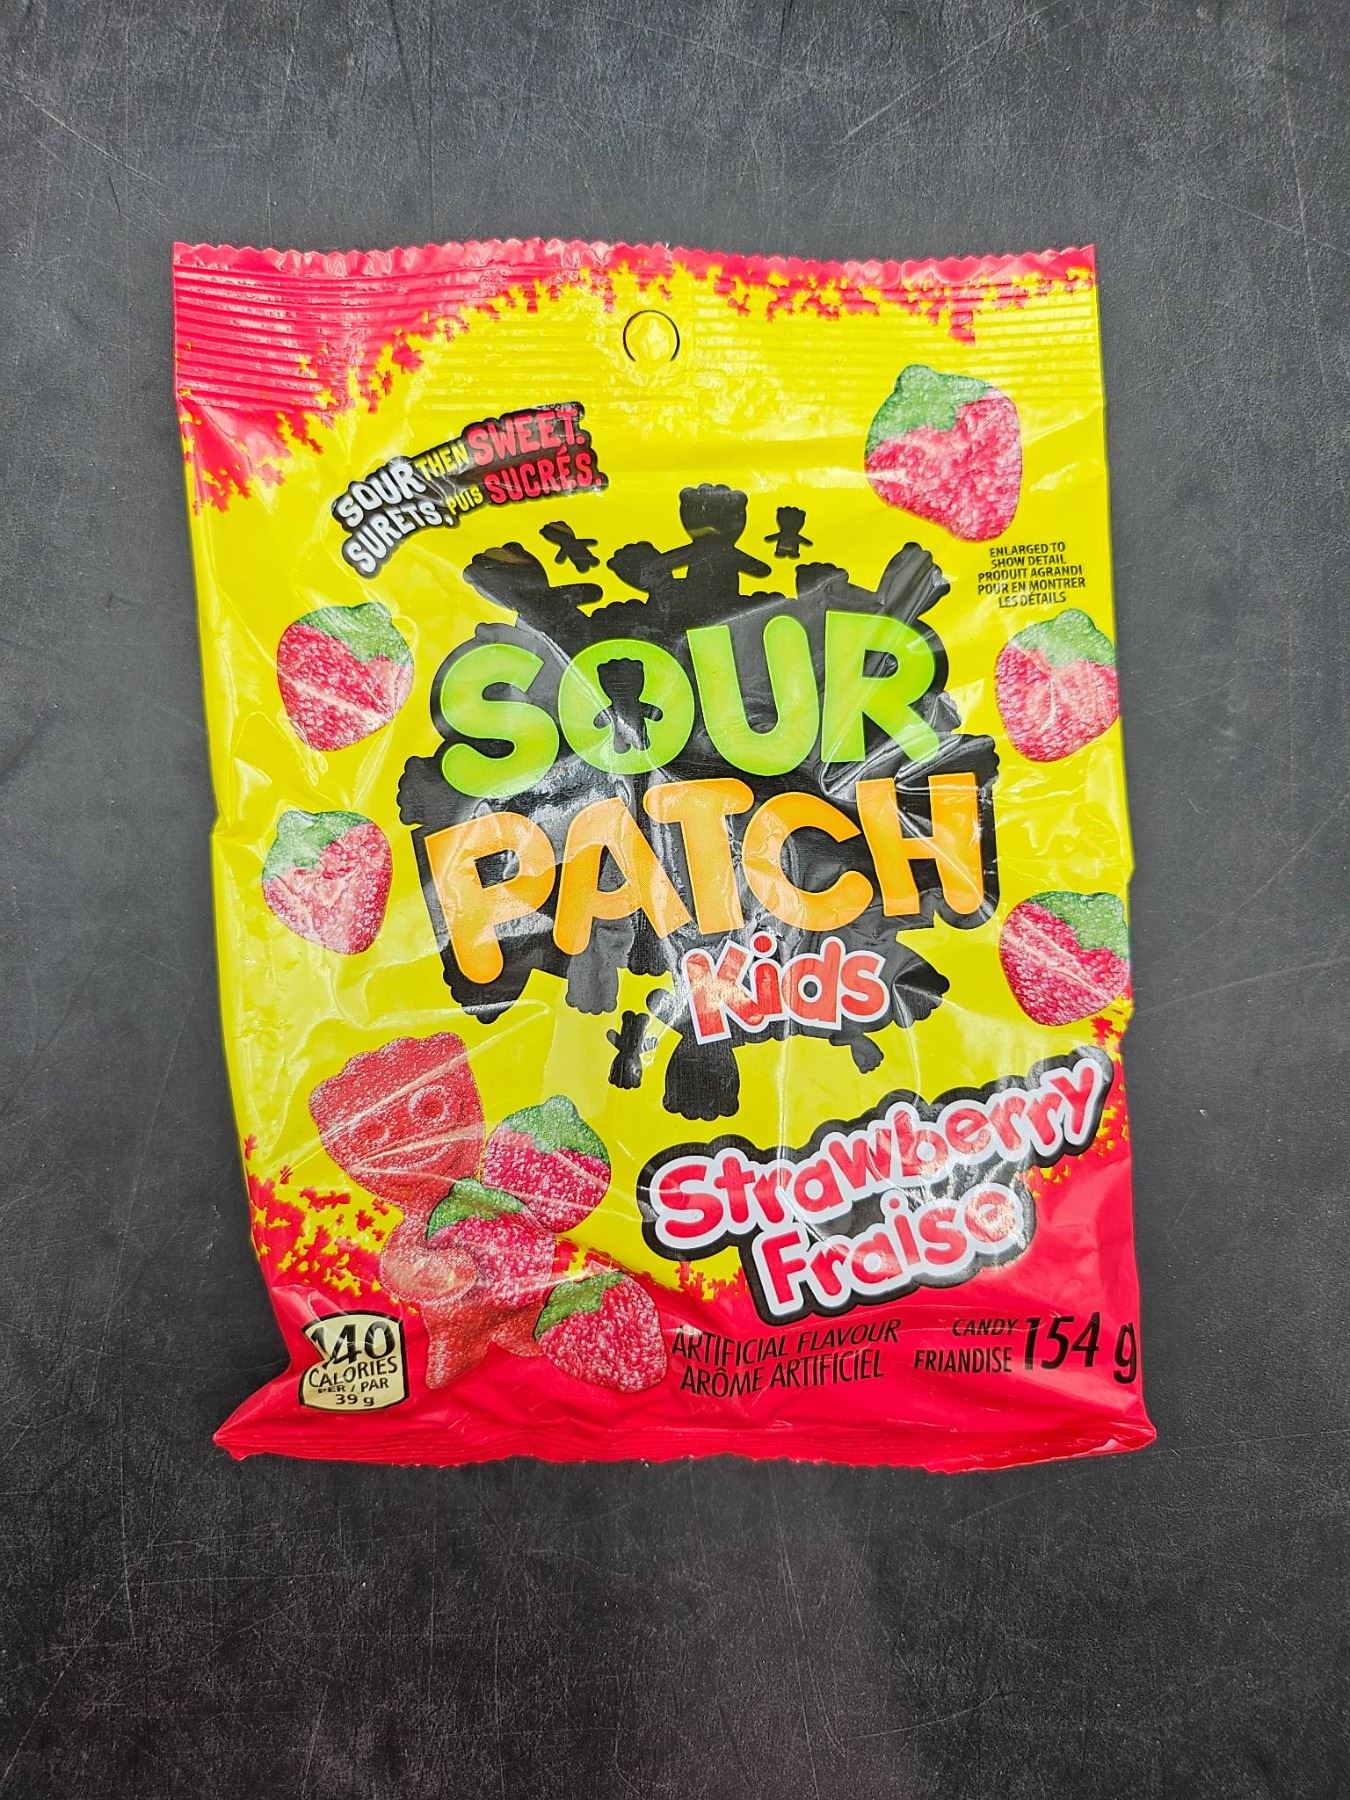 SOUR THEN SWEET.
SURETS, PUIS SUCRÉS.
ENLARGED TO
SHOW DETAIL
PRODUIT AGRANDI
POUR EN MONTRER
LES DÉTAILS
SOUR
PATCH
Kids
Strawberry
Fraise
140
CALORIES
PER / PAR
39 g
ARTIFICIAL FLAVOUR
ARÔME ARTIFICIEL
CANDY
FRIANDISE
154 g